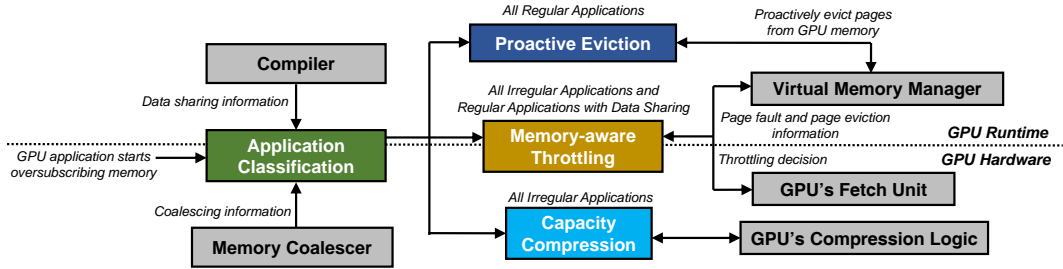 All Regular Applications
Proactive Eviction
Proactively evict pages
from GPU memory
Compiler
Virtual Memory Manager
Data sharing information
All Irregular Applications and
Regular Applications with Data Sharing
Memory-aware
Throttling
Page fault and page eviction
information
GPU Runtime
GPU application starts
oversubscribing memory
Application
Classification
Throttling decision
GPU Hardware
GPU's Fetch Unit
Coalescing information
All Irregular Applications
Capacity
Compression
Memory Coalescer
GPU's Compression Logic